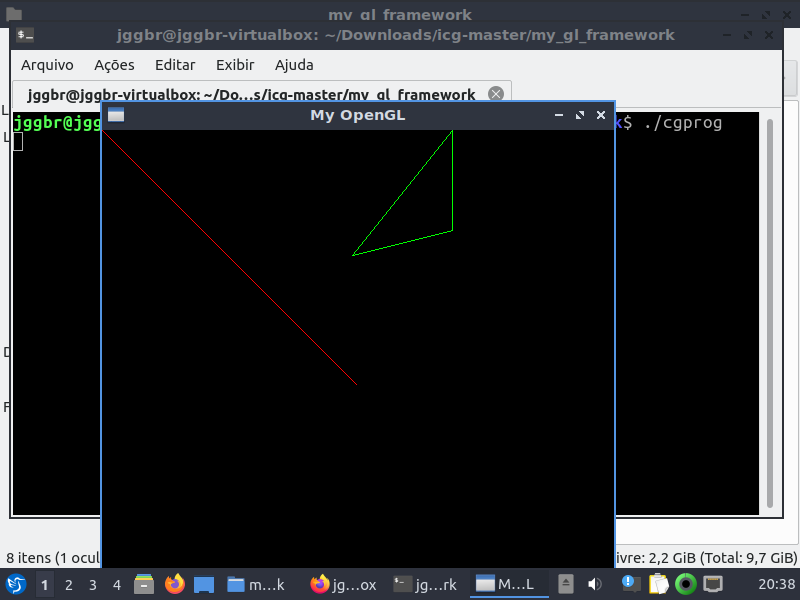 my_gl_framework
jggbr@jggbr-virtualbox: ~/Downloads/icg-master/my_gl_framework
Arquivo Ações Editar Exibir Ajuda
jggbr@jggbr-virtualbox: ~/Do…s/icg-master/my_gl_framework
My OpenGL
jggbr@jgg k$ ./cgprog
8 itens (1 ocul ivre: 2,2 GiB (Total: 9,7 GiB)
1 2 3 4 m…k jg…ox jg…rk M…L 20:38